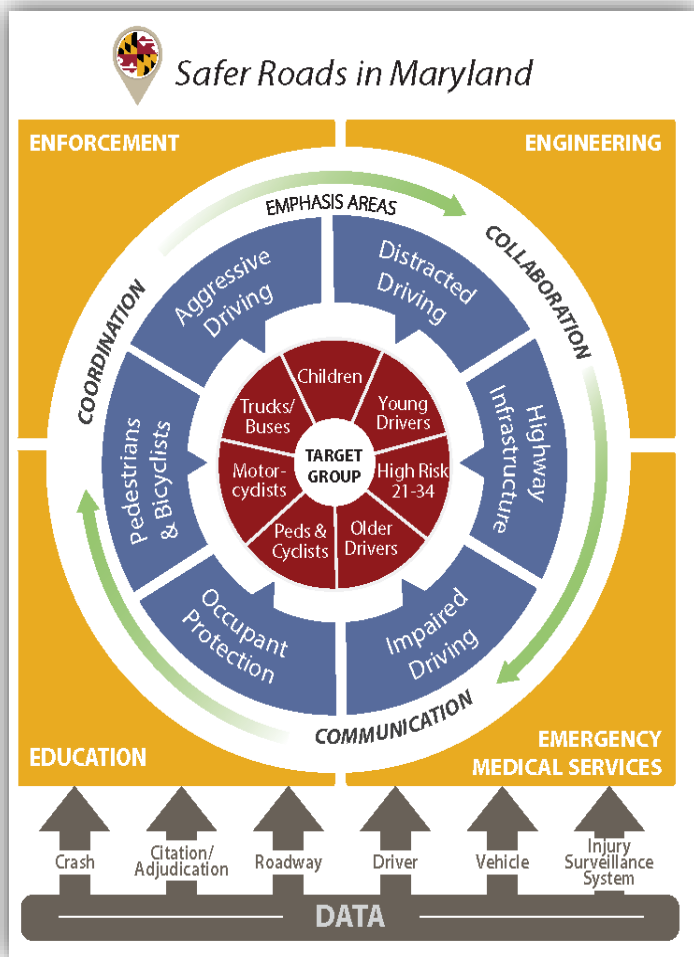 Safer Roads in Maryland
ENFORCEMENT
ENGINEERING
EMPHASIS AREAS
COORDINATION
COLLABORATION
COMMUNICATION
Aggressive
Driving
Distracted
Driving
Highway
Infrastructure
Impaired
Driving
Occupant
Protection
Pedestrians
& Bicyclists
Children
Young
Drivers
High Risk
21-34
Older
Drivers
Peds &
Cyclists
Motor-
cyclists
Trucks/
Buses
TARGET
GROUP
EDUCATION
EMERGENCY
MEDICAL SERVICES
Crash
Citation/
Adjudication
Roadway
Driver
Vehicle
Injury
Surveillance
System
DATA